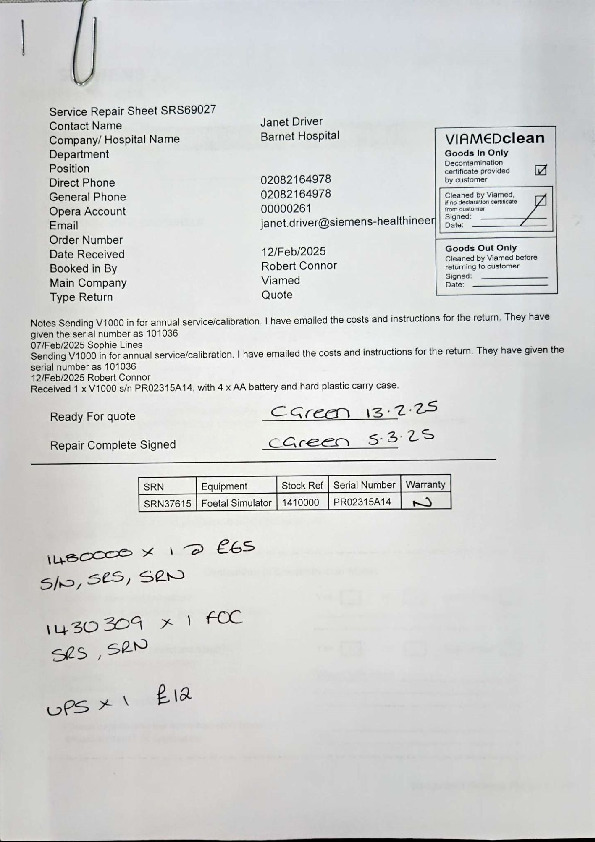 Service Repair Sheet SRS69027
Contact Name Janet Driver
Company/ Hospital Name Barnet Hospital
Department
Position
Direct Phone 02082164978
General Phone 02082164978
Opera Account 00000261
Email janet.driver@siemens-healthineer
Order Number
Date Received 12/Feb/2025
Booked in By Robert Connor
Main Company Viamed
Type Return Quote
VIAMEDclean
Goods In Only
Decontamination
certificate provided
by customer
Cleaned by Viamed,
if no declaration certificate
from customer
Signed:
Date:
Goods Out Only
Cleaned by Viamed before
returning to customer
Signed:
Date:
Notes Sending V1000 in for annual service/calibration. I have emailed the costs and instructions for the return. They have
given the serial number as 101036
07/Feb/2025 Sophie Lines
Sending V1000 in for annual service/calibration. I have emailed the costs and instructions for the return. They have given the
serial number as 101036
12/Feb/2025 Robert Connor
Received 1 x V1000 s/n PR02315A14, with 4 x AA battery and hard plastic carry case.
Ready For quote CGreen 13.2.25
Repair Complete Signed CGreen 5.3.25
SRN Equipment Stock Ref Serial Number Warranty
SRN37615 Foetal Simulator 1410000 PR02315A14 N
1480000 x 1 @ £65
S/N, SRS, SRN
1430309 x 1 FOC
SRS, SRN
UPS x 1 £12